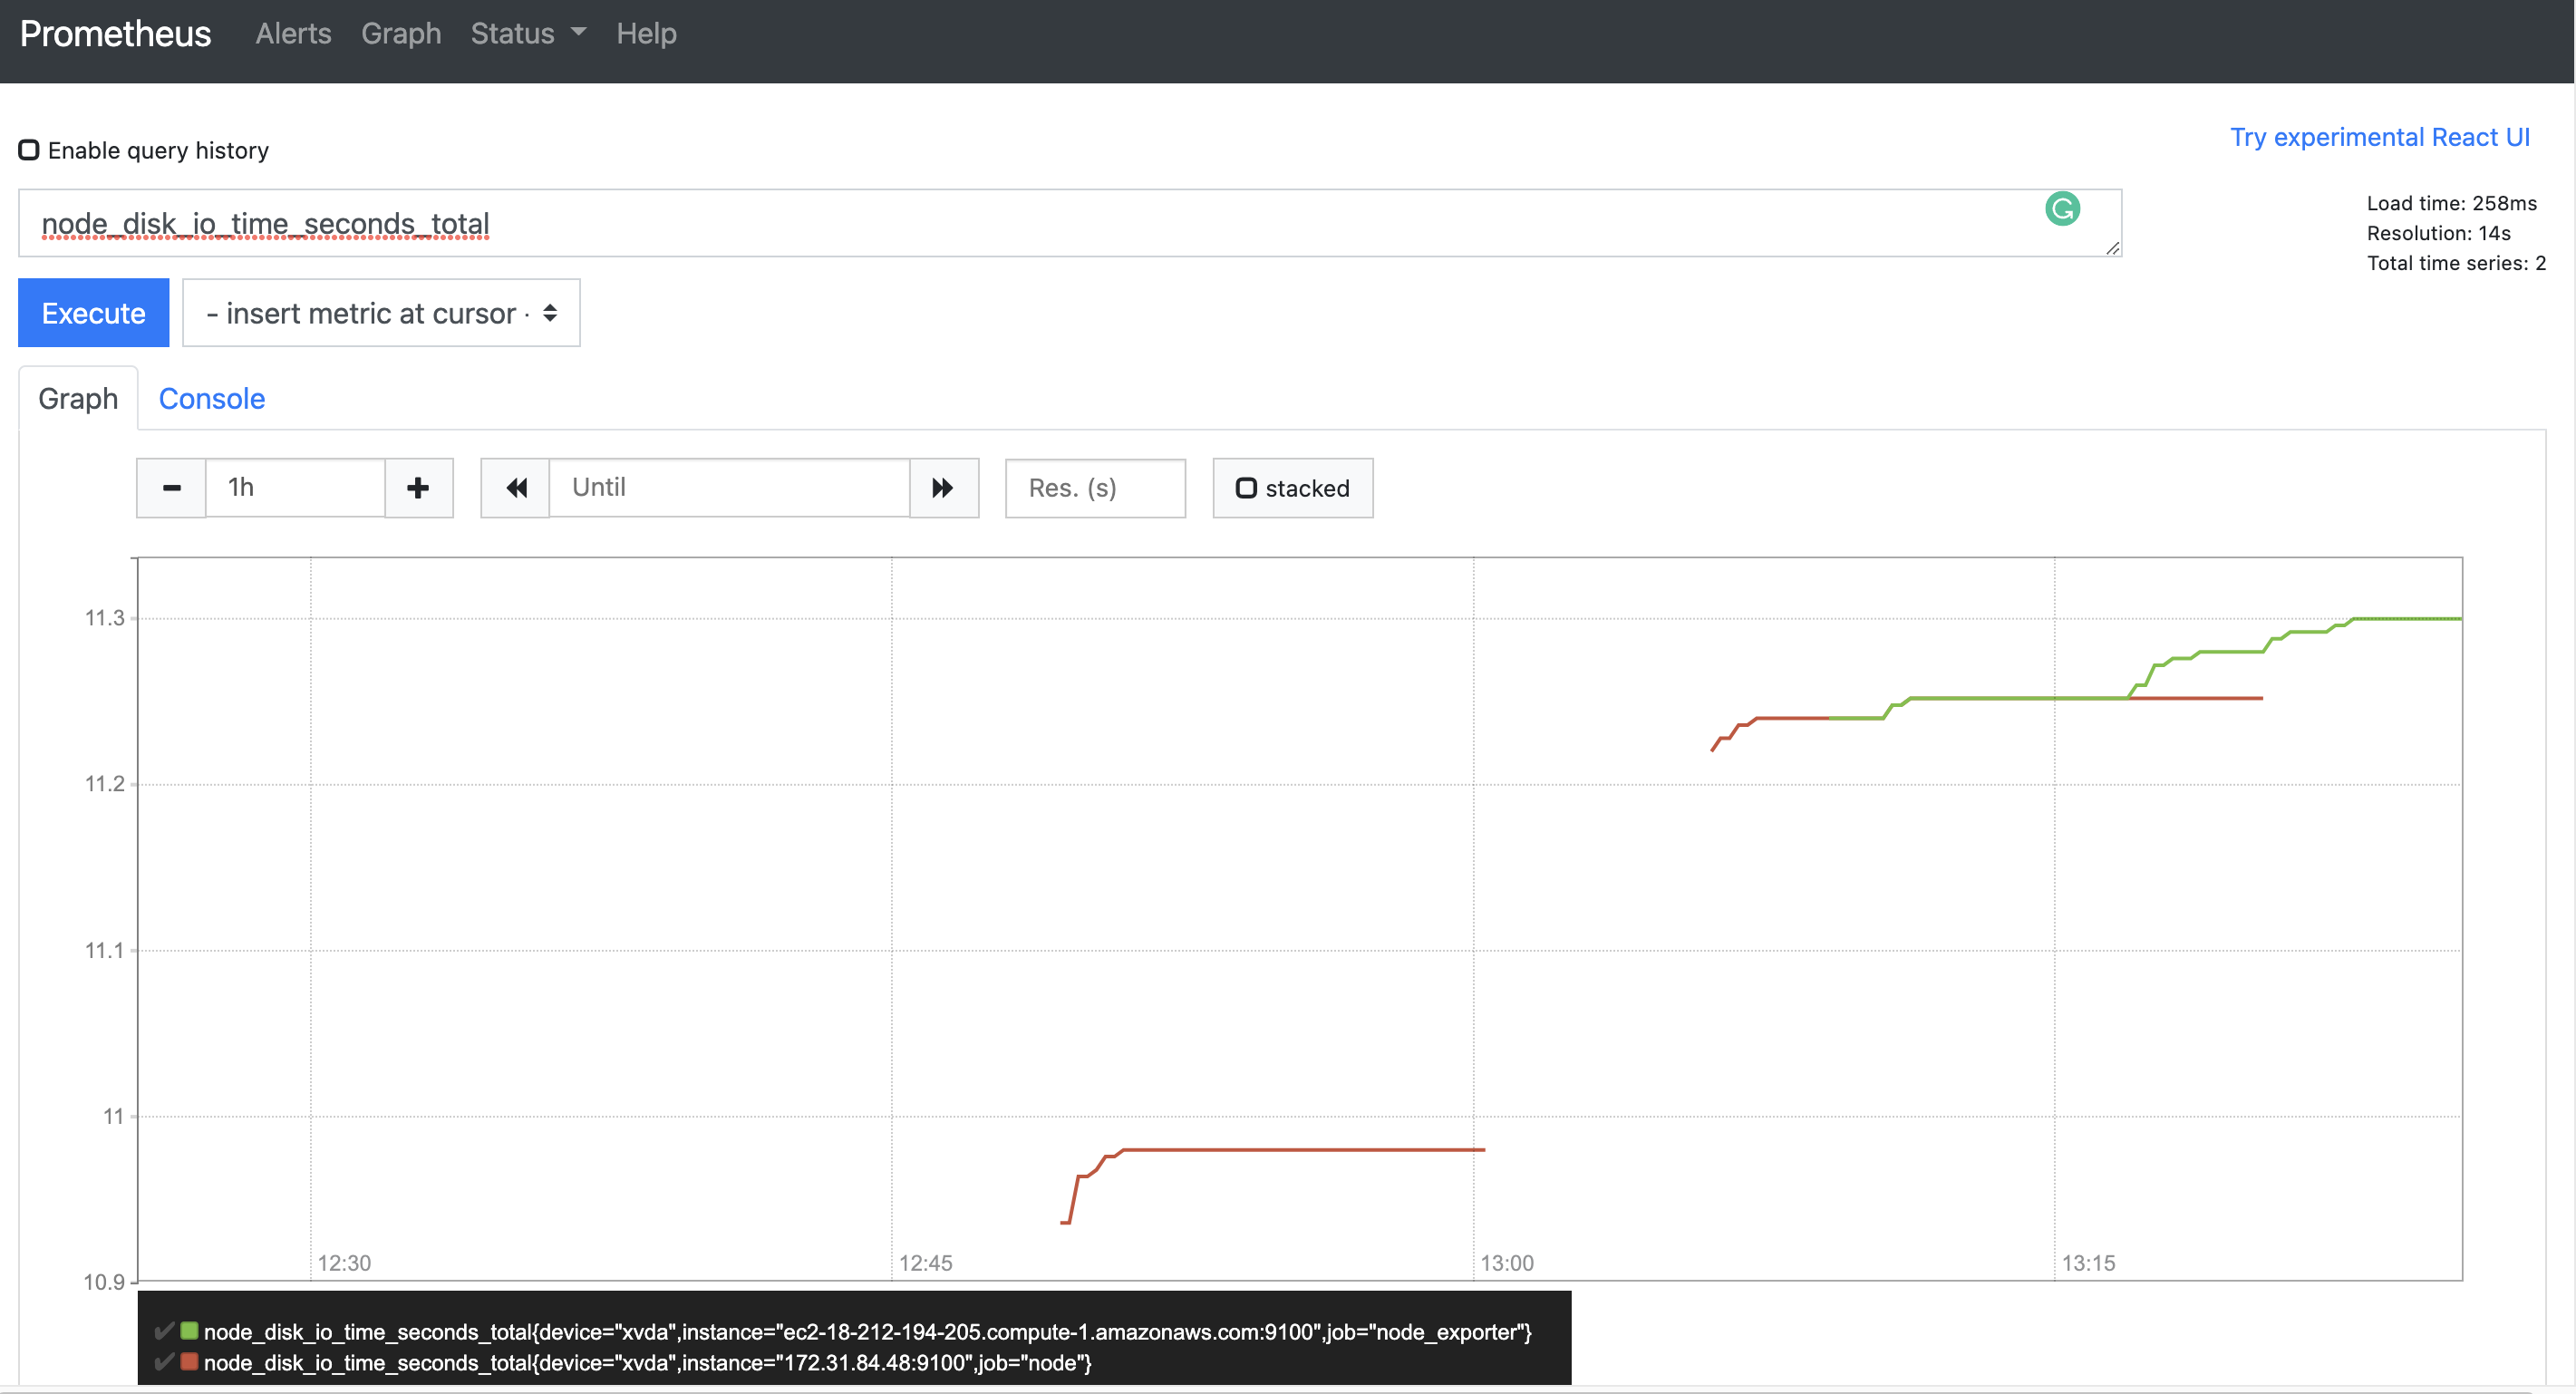 Prometheus Alerts Graph Status Help
Enable query history
Try experimental React UI
node_disk_io_time_seconds_total
Load time: 258ms
Resolution: 14s
Total time series: 2
Execute
- insert metric at cursor -
Graph Console
1h Until Res. (s) stacked
11.3
11.2
11.1
11
10.9
12:30 12:45 13:00 13:15
node_disk_io_time_seconds_total{device="xvda",instance="ec2-18-212-194-205.compute-1.amazonaws.com:9100",job="node_exporter"}
node_disk_io_time_seconds_total{device="xvda",instance="172.31.84.48:9100",job="node"}